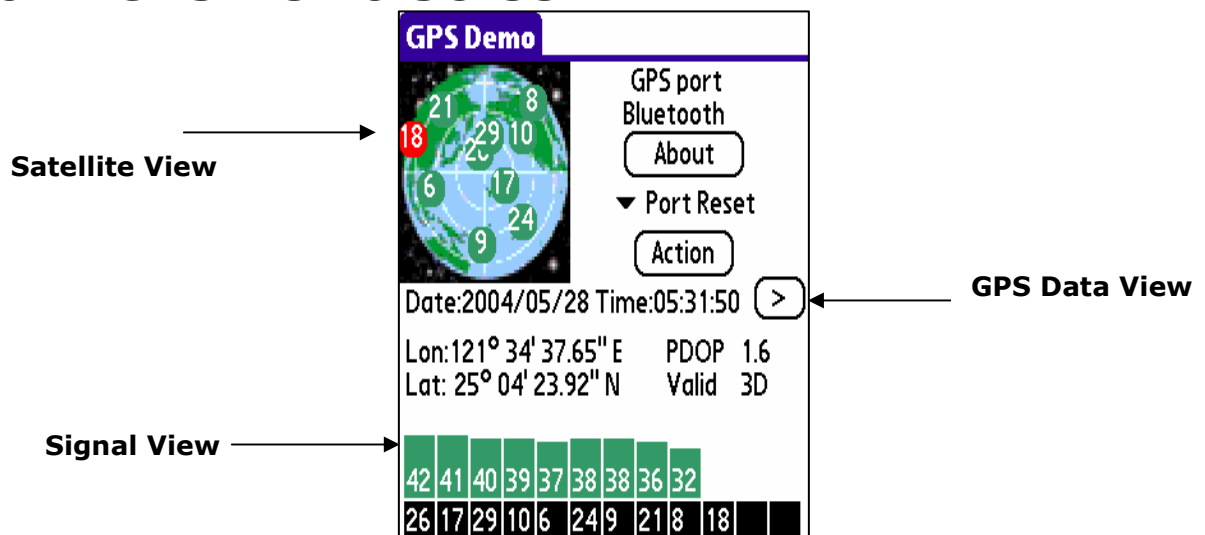 GPS Demo
21
8
18
29
10
6
17
24
9
GPS port
Bluetooth
About
Port Reset
Action
Satellite View
Date:2004/05/28 Time:05:31:50 >
GPS Data View
Lon:121° 34' 37.65" E PDOP 1.6
Lat: 25° 04' 23.92" N Valid 3D
Signal View
42 41 40 39 37 38 38 36 32
26 17 29 10 6 24 9 21 8 18